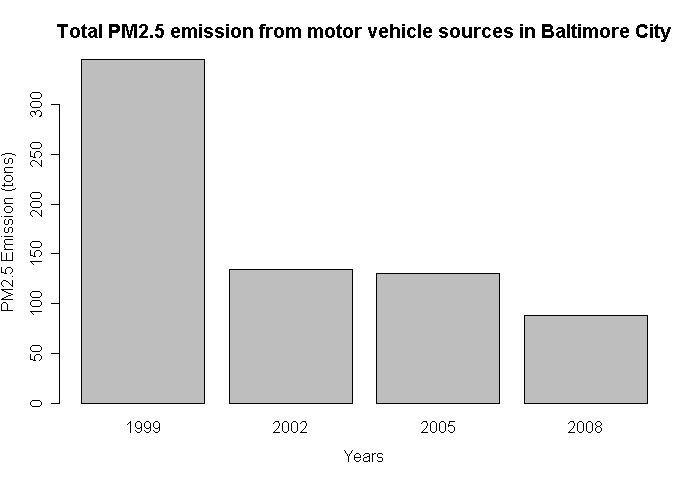 Total PM2.5 emission from motor vehicle sources in Baltimore City
PM2.5 Emission (tons)
300
250
200
150
100
50
0
1999 2002 2005 2008
Years